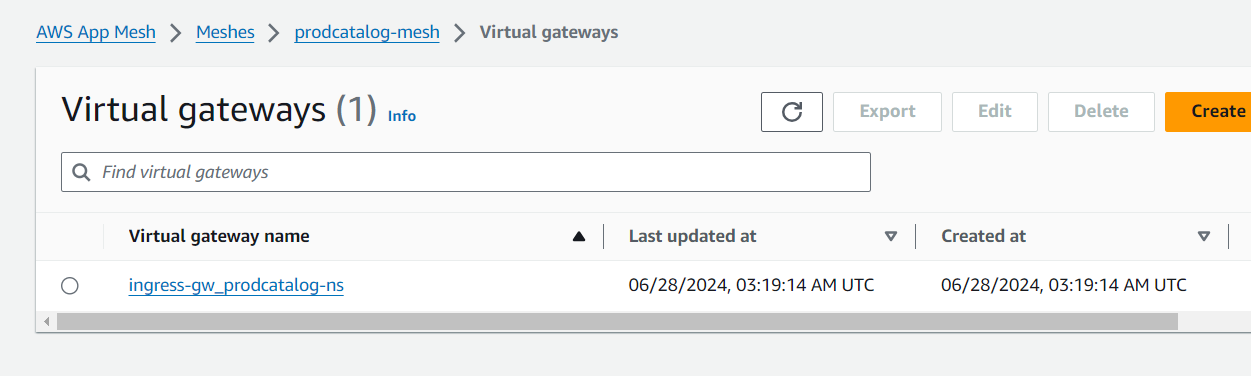 AWS App Mesh > Meshes > prodcatalog-mesh > Virtual gateways
Virtual gateways (1) Info
Export Edit Delete Create
Find virtual gateways
Virtual gateway name Last updated at Created at
ingress-gw_prodcatalog-ns 06/28/2024, 03:19:14 AM UTC 06/28/2024, 03:19:14 AM UTC